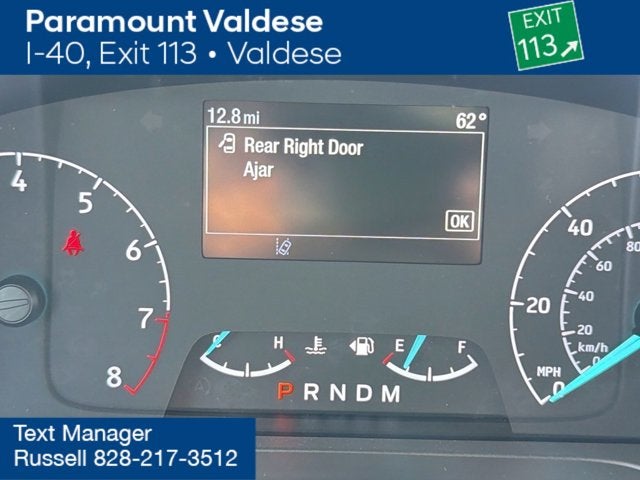 Paramount Valdese
I-40, Exit 113 • Valdese
EXIT
113
12.8 mi
62°
Rear Right Door
Ajar
OK
4
5
6
7
8
C
H
E
F
P R N D M
40
20
0
MPH
80
60
40
20
0
km/h
Text Manager
Russell 828-217-3512